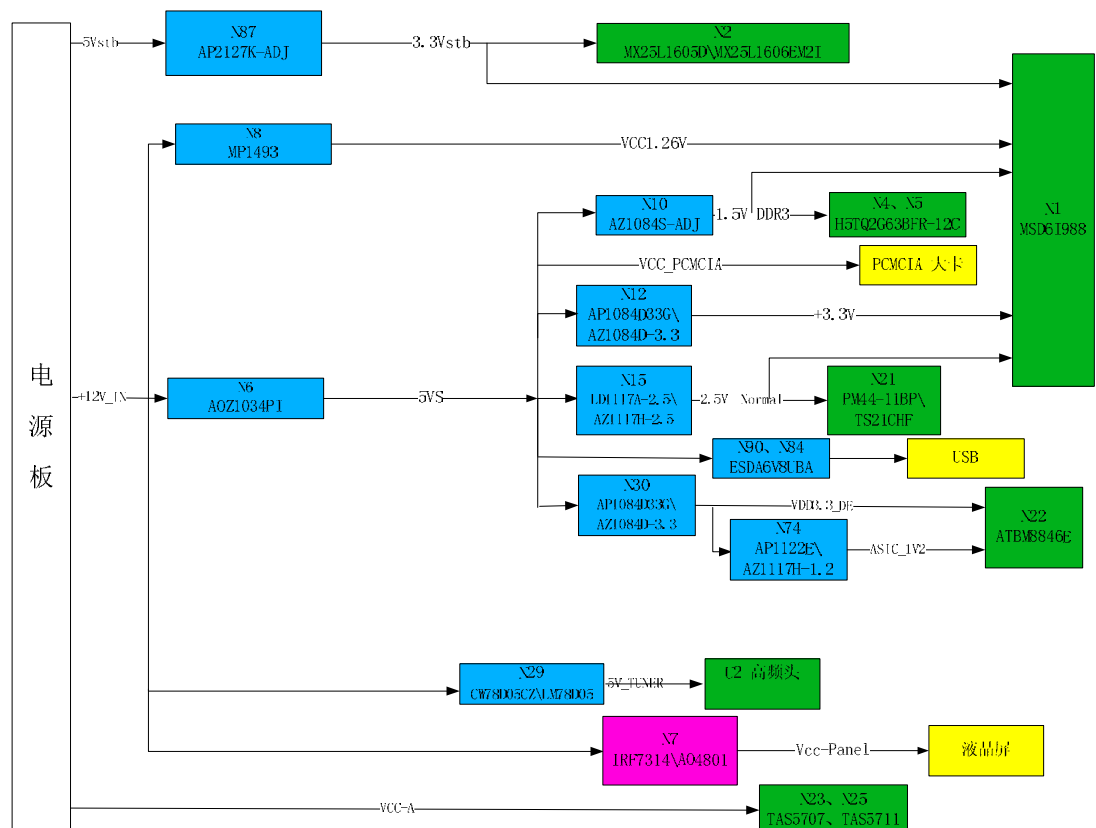 电源板
5Vstb
N87
AP2127K-ADJ
3.3Vstb
N2
MX25L1605D\MX25L1606EM2I
N1
MSD6I988
N8
MP1493
VCC1.26V
N10
AZ1084S-ADJ
1.5V DDR3
N4、N5
H5TQ2G63BFR-12C
VCC_PCMCIA
PCMCIA 大卡
N12
AP1084D33G\
AZ1084D-3.3
+3.3V
+12V_IN
N6
AOZ1034PI
5VS
N15
LD1117A-2.5\
AZ1117H-2.5
2.5V Normal
N21
PM44-11BP\
TS21CHF
N90、N84
ESDA6V8UBA
USB
N30
AP1084D33G\
AZ1084D-3.3
VDD3.3_DE
N22
ATBM8846E
N74
AP1122E\
AZ1117H-1.2
ASIC_1V2
N29
CW78D05CZ\LM78D05
5V_TUNER
U2 高频头
N7
IRF7314\AO4801
Vcc-Panel
液晶屏
VCC-A
N23、N25
TAS5707、TAS5711